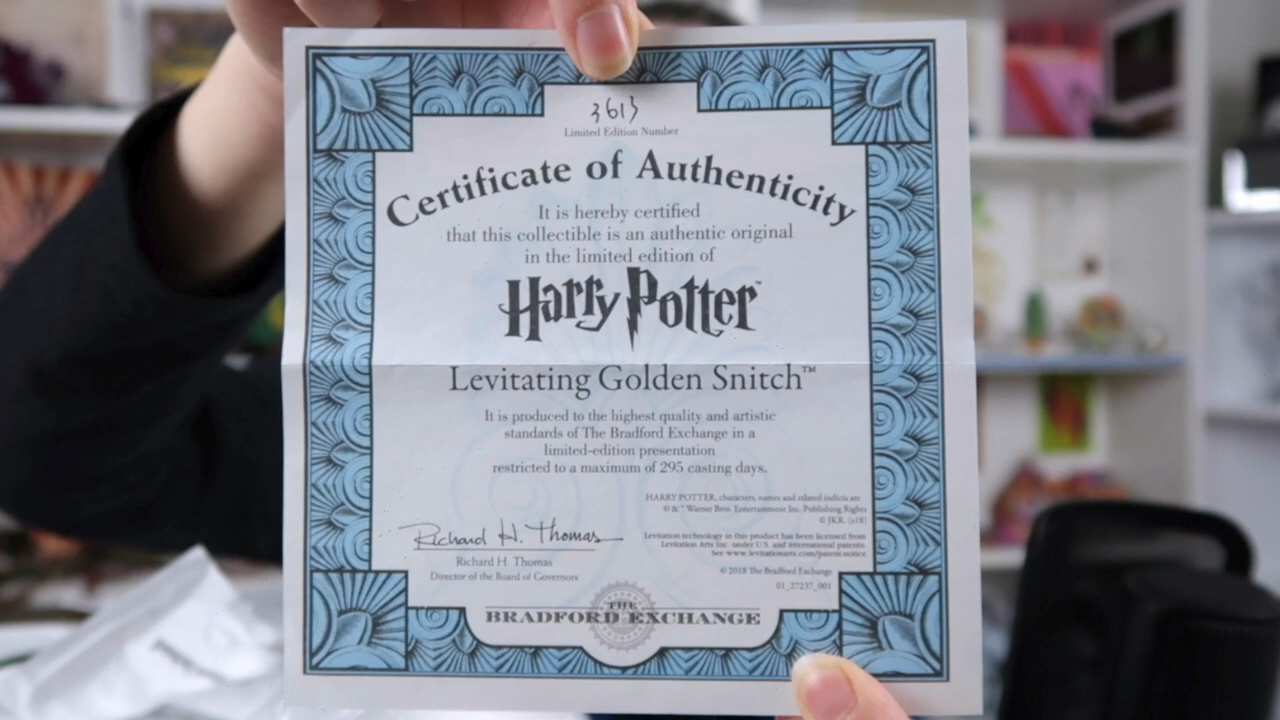 3613
Limited Edition Number
Certificate of Authenticity
It is hereby certified
that this collectible is an authentic original
in the limited edition of
Harry Potter™
Levitating Golden Snitch™
It is produced to the highest quality and artistic
standards of The Bradford Exchange in a
limited-edition presentation
restricted to a maximum of 295 casting days.
HARRY POTTER, characters, names and related indicia are
© & ™ Warner Bros. Entertainment Inc. Publishing Rights
© JKR. (s18)
Levitation technology in this product has been licensed from
Levitation Arts Inc. under U.S. and international patents.
See www.levitationarts.com/patent-notice
Richard H. Thomas
Richard H. Thomas
Director of the Board of Governors
© 2018 The Bradford Exchange
01_27237_001
THE
BRADFORD EXCHANGE